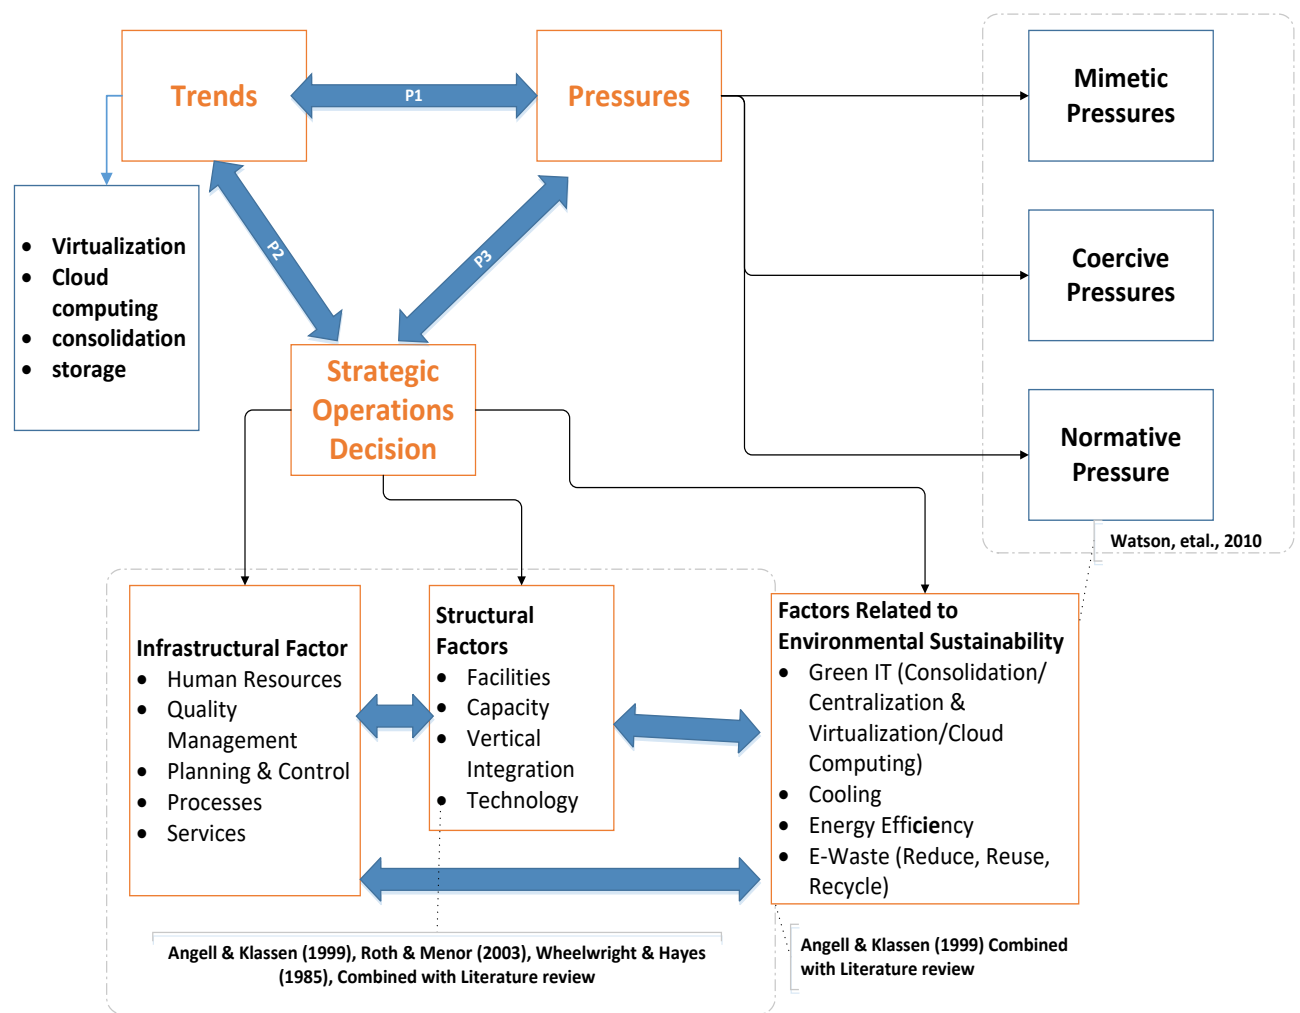 Trends
P1
Pressures
Mimetic
Pressures
• Virtualization
• Cloud
computing
• consolidation
• storage
P2
P3
Coercive
Pressures
Strategic
Operations
Decision
Normative
Pressure
Watson, etal., 2010
Infrastructural Factor
• Human Resources
• Quality
Management
• Planning & Control
• Processes
• Services
Structural
Factors
• Facilities
• Capacity
• Vertical
Integration
• Technology
Factors Related to
Environmental Sustainability
• Green IT (Consolidation/
Centralization &
Virtualization/Cloud
Computing)
• Cooling
• Energy Efficiency
• E-Waste (Reduce, Reuse,
Recycle)
Angell & Klassen (1999), Roth & Menor (2003), Wheelwright & Hayes
(1985), Combined with Literature review
Angell & Klassen (1999) Combined
with Literature review